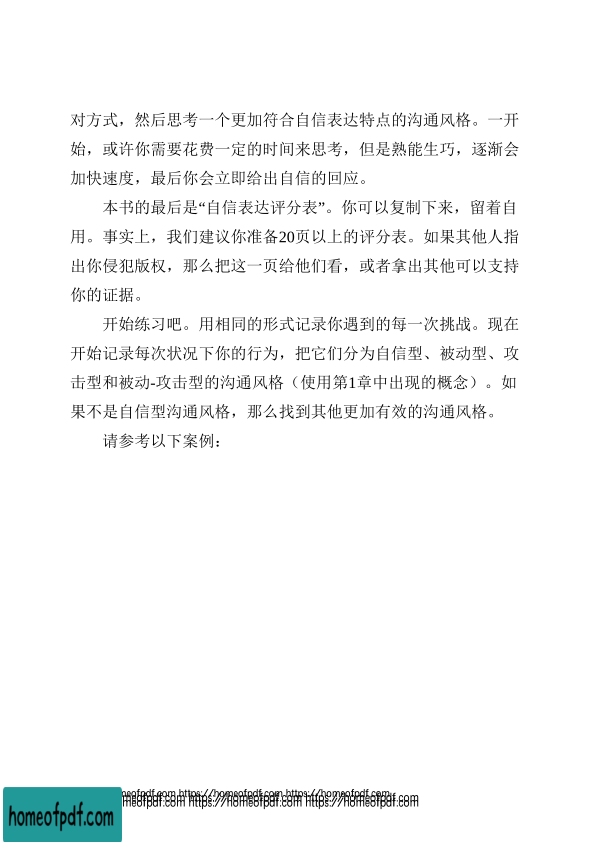 对方式，然后思考一个更加符合自信表达特点的沟通风格。一开
始，或许你需要花费一定的时间来思考，但是熟能生巧，逐渐会
加快速度，最后你会立即给出自信的回应。
本书的最后是“自信表达评分表”。你可以复制下来，留着自
用。事实上，我们建议你准备20页以上的评分表。如果其他人指
出你侵犯版权，那么把这一页给他们看，或者拿出其他可以支持
你的证据。
开始练习吧。用相同的形式记录你遇到的每一次挑战。现在
开始记录每次状况下你的行为，把它们分为自信型、被动型、攻
击型和被动-攻击型的沟通风格（使用第1章中出现的概念）。如
果不是自信型沟通风格，那么找到其他更加有效的沟通风格。
请参考以下案例：
meofpdf.com https://homeofpdf.com https://homeofpdf.com
meofpdf.com https://homeofpdf.com https://homeofpdf.com
homeofpdf.com